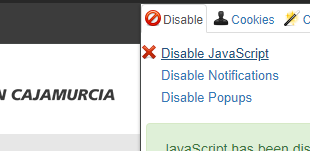 Disable Cookies
Disable JavaScript
Disable Notifications
N CAJAMURCIA
Disable Popups
JavaScript has been dis